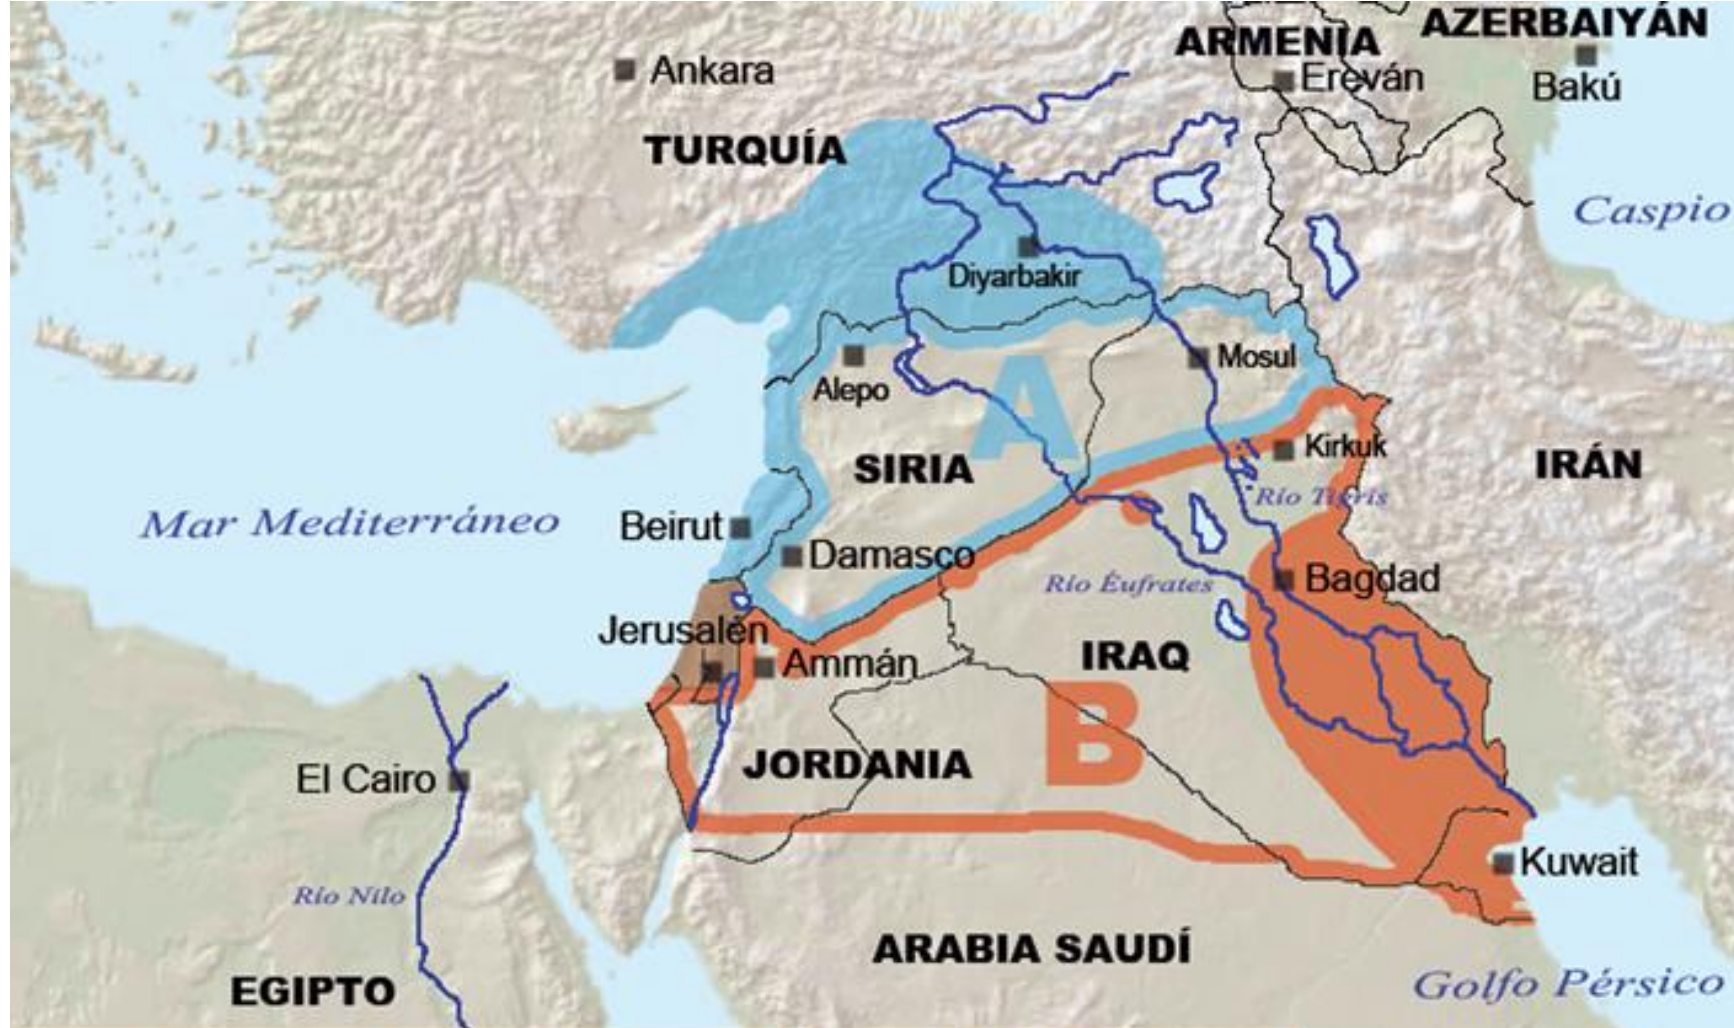 AZERBAIYÁN
ARMENIA
Bakú
Ereván
Ankara
TURQUÍA
Caspio
Diyarbakir
Mosul
Alepo
A
Kirkuk
SIRIA
IRÁN
Río Tigris
Mar Mediterráneo
Beirut
Damasco
Río Éufrates
Bagdad
Jerusalén
Ammán
IRAQ
B
JORDANIA
El Cairo
Kuwait
Río Nilo
ARABIA SAUDÍ
EGIPTO
Golfo Pérsico